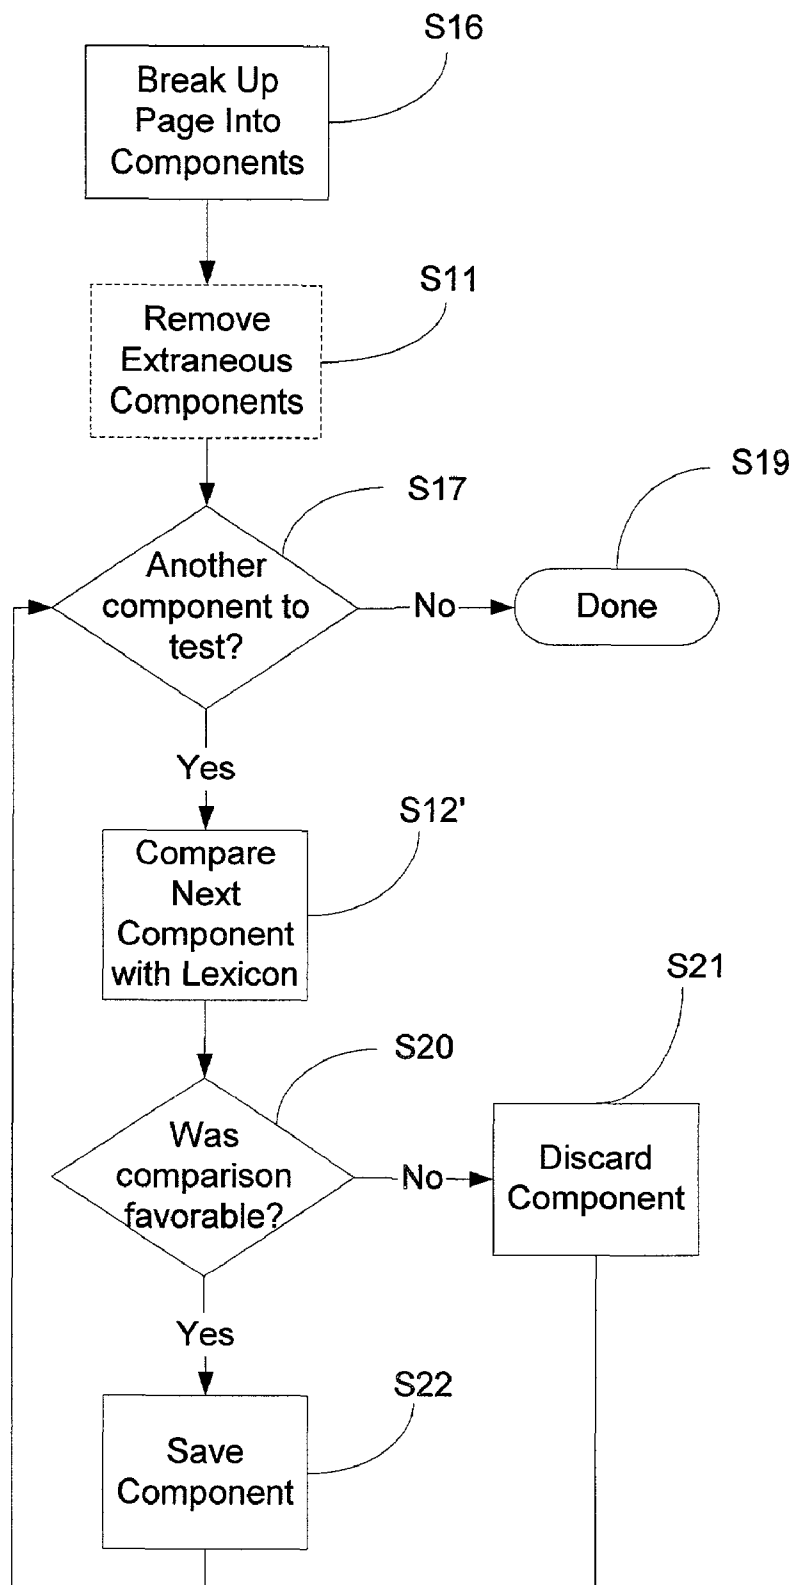 S16
Break Up
Page Into
Components
S11
Remove
Extraneous
Components
S17
S19
Another
component to
test?
No
Done
Yes
S12'
Compare
Next
Component
with Lexicon
S21
S20
Was
comparison
favorable?
No
Discard
Component
Yes
S22
Save
Component